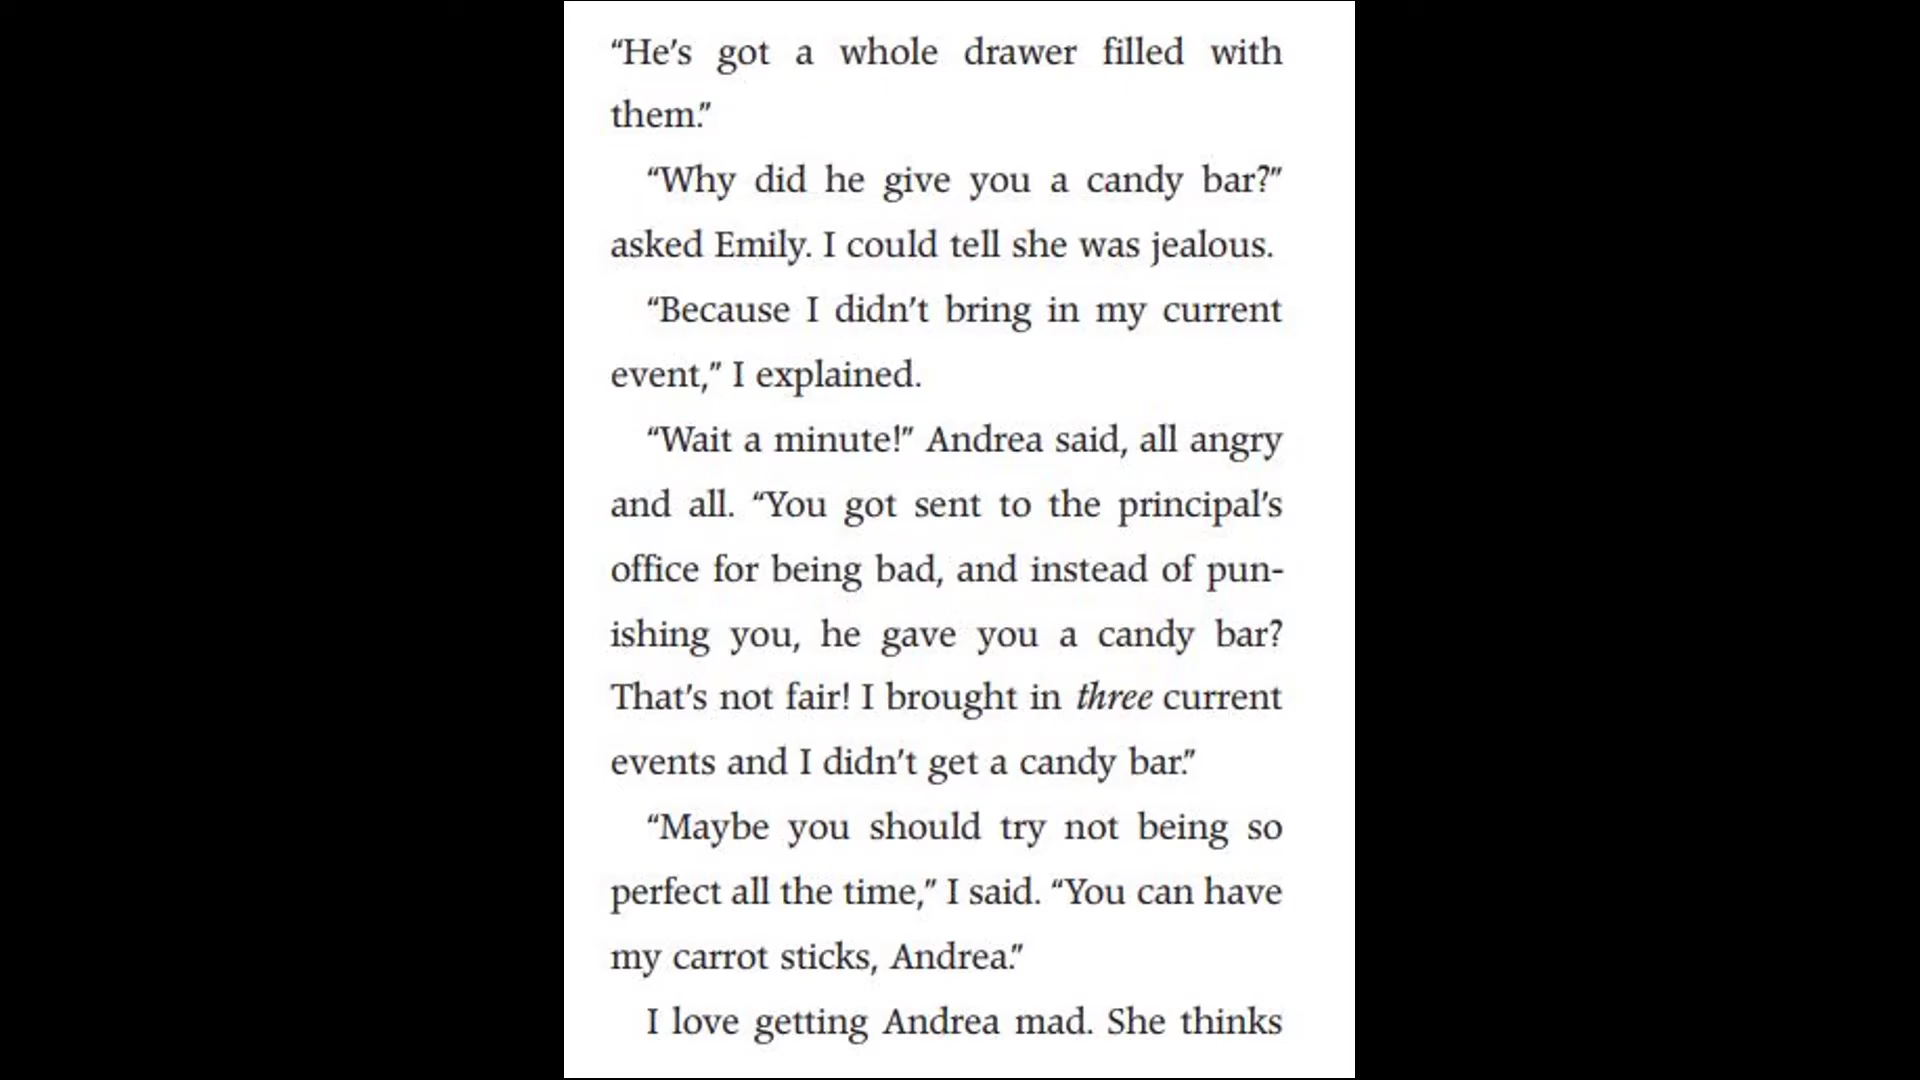 “He’s got a whole drawer filled with
them.”
“Why did he give you a candy bar?”
asked Emily. I could tell she was jealous.
“Because I didn’t bring in my current
event,” I explained.
“Wait a minute!” Andrea said, all angry
and all. “You got sent to the principal’s
office for being bad, and instead of pun-
ishing you, he gave you a candy bar?
That’s not fair! I brought in three current
events and I didn’t get a candy bar.”
“Maybe you should try not being so
perfect all the time,” I said. “You can have
my carrot sticks, Andrea.”
I love getting Andrea mad. She thinks